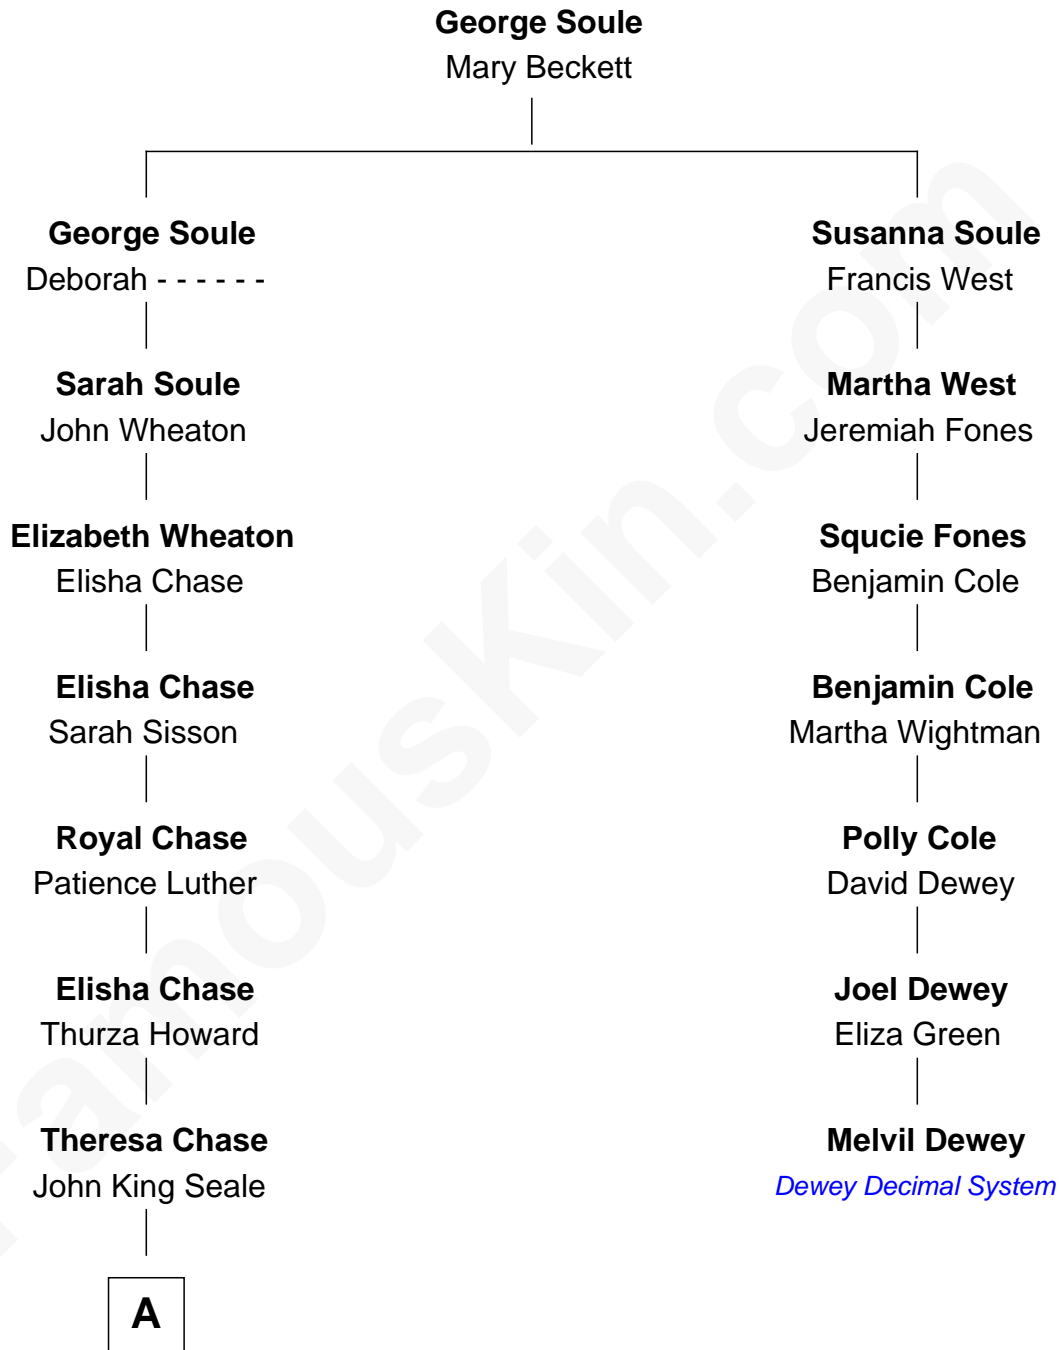 George Soule
Mary Beckett
George Soule
Deborah - - - - - -
Susanna Soule
Francis West
Sarah Soule
John Wheaton
Martha West
Jeremiah Fones
Elizabeth Wheaton
Elisha Chase
Squcie Fones
Benjamin Cole
Elisha Chase
Sarah Sisson
Benjamin Cole
Martha Wightman
Royal Chase
Patience Luther
Polly Cole
David Dewey
Elisha Chase
Thurza Howard
Joel Dewey
Eliza Green
Theresa Chase
John King Seale
Melvil Dewey
Dewey Decimal System
A
FamousKin.com